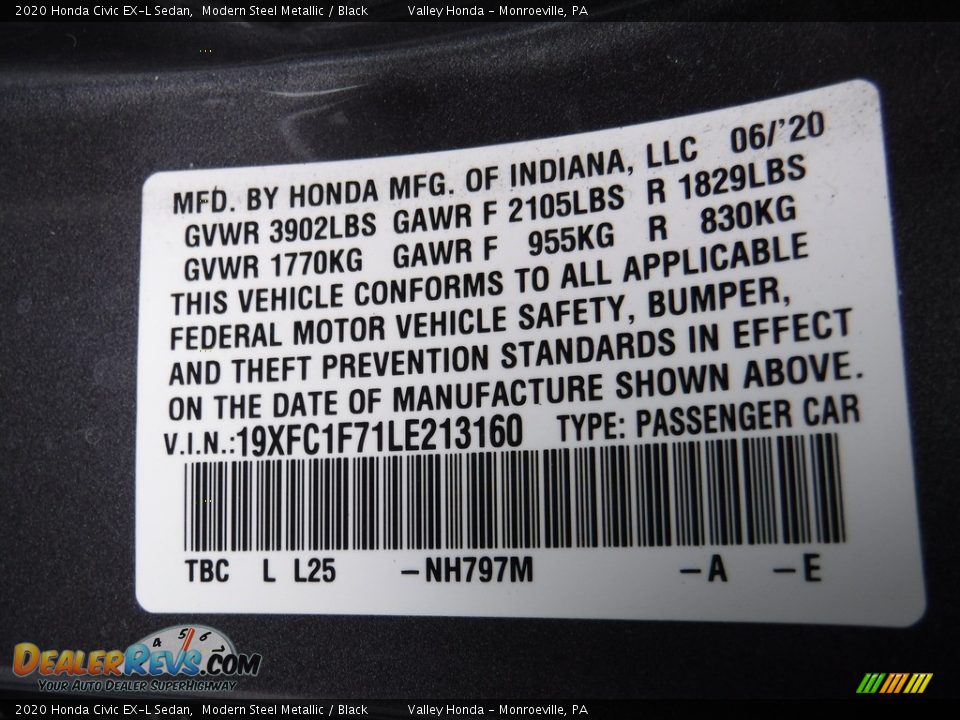 2020 Honda Civic EX-L Sedan, Modern Steel Metallic / Black Valley Honda - Monroeville, PA
MFD. BY HONDA MFG. OF INDIANA, LLC 06/'20
GVWR 3902LBS GAWR F 2105LBS R 1829LBS
GVWR 1770KG GAWR F 955KG R 830KG
THIS VEHICLE CONFORMS TO ALL APPLICABLE
FEDERAL MOTOR VEHICLE SAFETY, BUMPER,
AND THEFT PREVENTION STANDARDS IN EFFECT
ON THE DATE OF MANUFACTURE SHOWN ABOVE.
V.I.N.:19XFC1F71LE213160 TYPE: PASSENGER CAR
TBC L L25 -NH797M -A -E
4 5 6
DEALERREVS.COM
YOUR AUTO DEALER SUPERHIGHWAY
2020 Honda Civic EX-L Sedan, Modern Steel Metallic / Black Valley Honda - Monroeville, PA